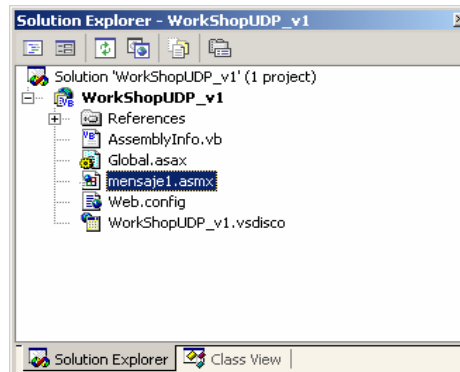 Solution Explorer - WorkShopUDP_v1
Solution 'WorkShopUDP_v1' (1 project)
WorkShopUDP_v1
References
AssemblyInfo.vb
Global.asax
mensaje1.asmx
Web.config
WorkShopUDP_v1.vsdisco
Solution Explorer Class View